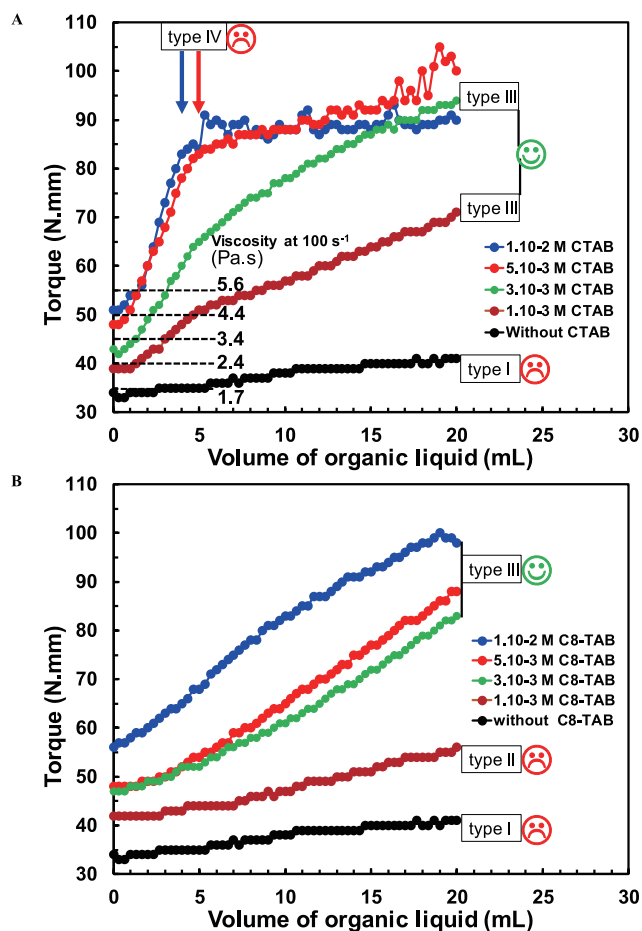 A
type IV
110
100
90
80
70
60
50
40
30
Torque (N.mm)
type III
type III
Viscosity at 100 s⁻¹
(Pa.s)
5.6
4.4
3.4
2.4
1.7
1.10-2 M CTAB
5.10-3 M CTAB
3.10-3 M CTAB
1.10-3 M CTAB
Without CTAB
type I
0 5 10 15 20 25 30
Volume of organic liquid (mL)
B
110
100
90
80
70
60
50
40
30
Torque (N.mm)
type III
1.10-2 M C8-TAB
5.10-3 M C8-TAB
3.10-3 M C8-TAB
1.10-3 M C8-TAB
without C8-TAB
type II
type I
0 5 10 15 20 25 30
Volume of organic liquid (mL)